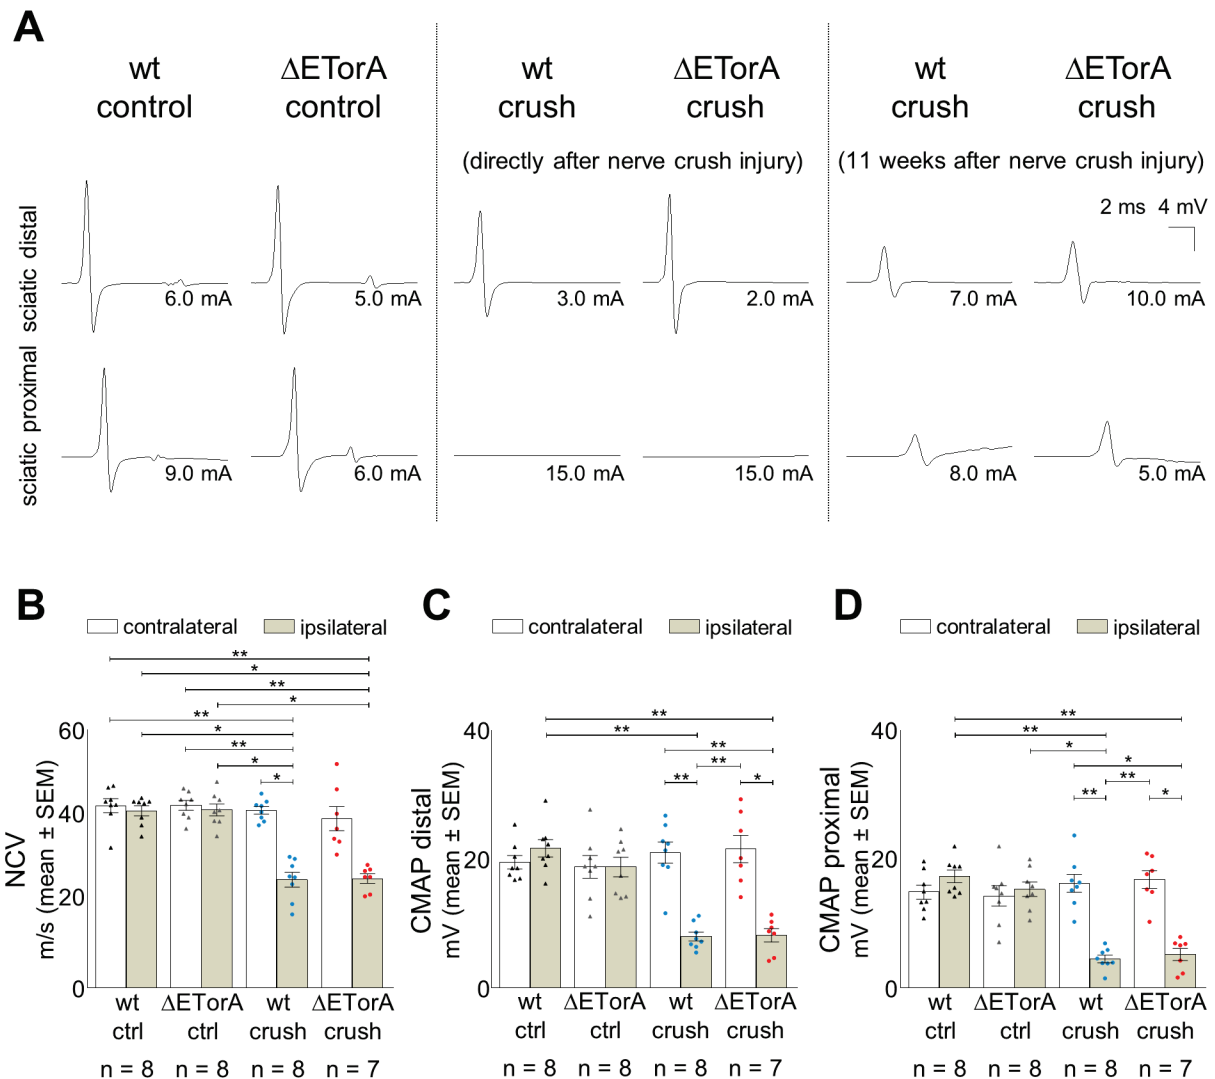 A
wt
control
ΔETorA
control
wt
crush
ΔETorA
crush
wt
crush
ΔETorA
crush
(directly after nerve crush injury)
(11 weeks after nerve crush injury)
2 ms 4 mV
sciatic distal
6.0 mA
5.0 mA
3.0 mA
2.0 mA
7.0 mA
10.0 mA
sciatic proximal
9.0 mA
6.0 mA
15.0 mA
15.0 mA
8.0 mA
5.0 mA
B
contralateral
ipsilateral
**
*
**
*
**
*
**
*
*
NCV
m/s (mean ± SEM)
60
40
20
0
wt
ctrl
ΔETorA
ctrl
wt
crush
ΔETorA
crush
n = 8
n = 8
n = 8
n = 7
C
contralateral
ipsilateral
**
**
**
**
**
*
CMAP distal
mV (mean ± SEM)
40
20
0
wt
ctrl
ΔETorA
ctrl
wt
crush
ΔETorA
crush
n = 8
n = 8
n = 8
n = 7
D
contralateral
ipsilateral
**
**
*
*
**
**
*
CMAP proximal
mV (mean ± SEM)
40
20
0
wt
ctrl
ΔETorA
ctrl
wt
crush
ΔETorA
crush
n = 8
n = 8
n = 8
n = 7